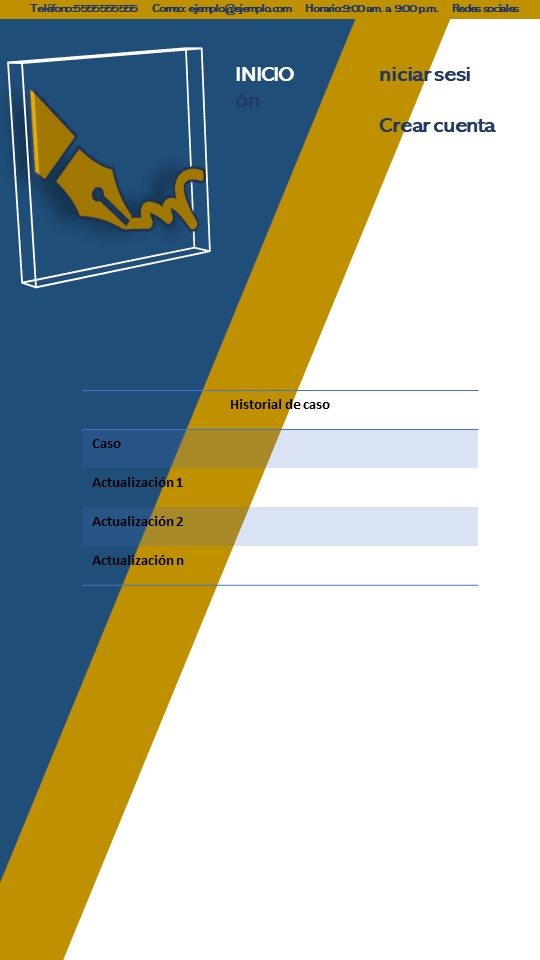 Teléfono:5555555555 Correo: ejemplo@ejemplo.com Horario:9:00 am. a 9:00 p.m. Redes sociales
INICIO niciar sesi
ón
Crear cuenta
Historial de caso
Caso
Actualización 1
Actualización 2
Actualización n